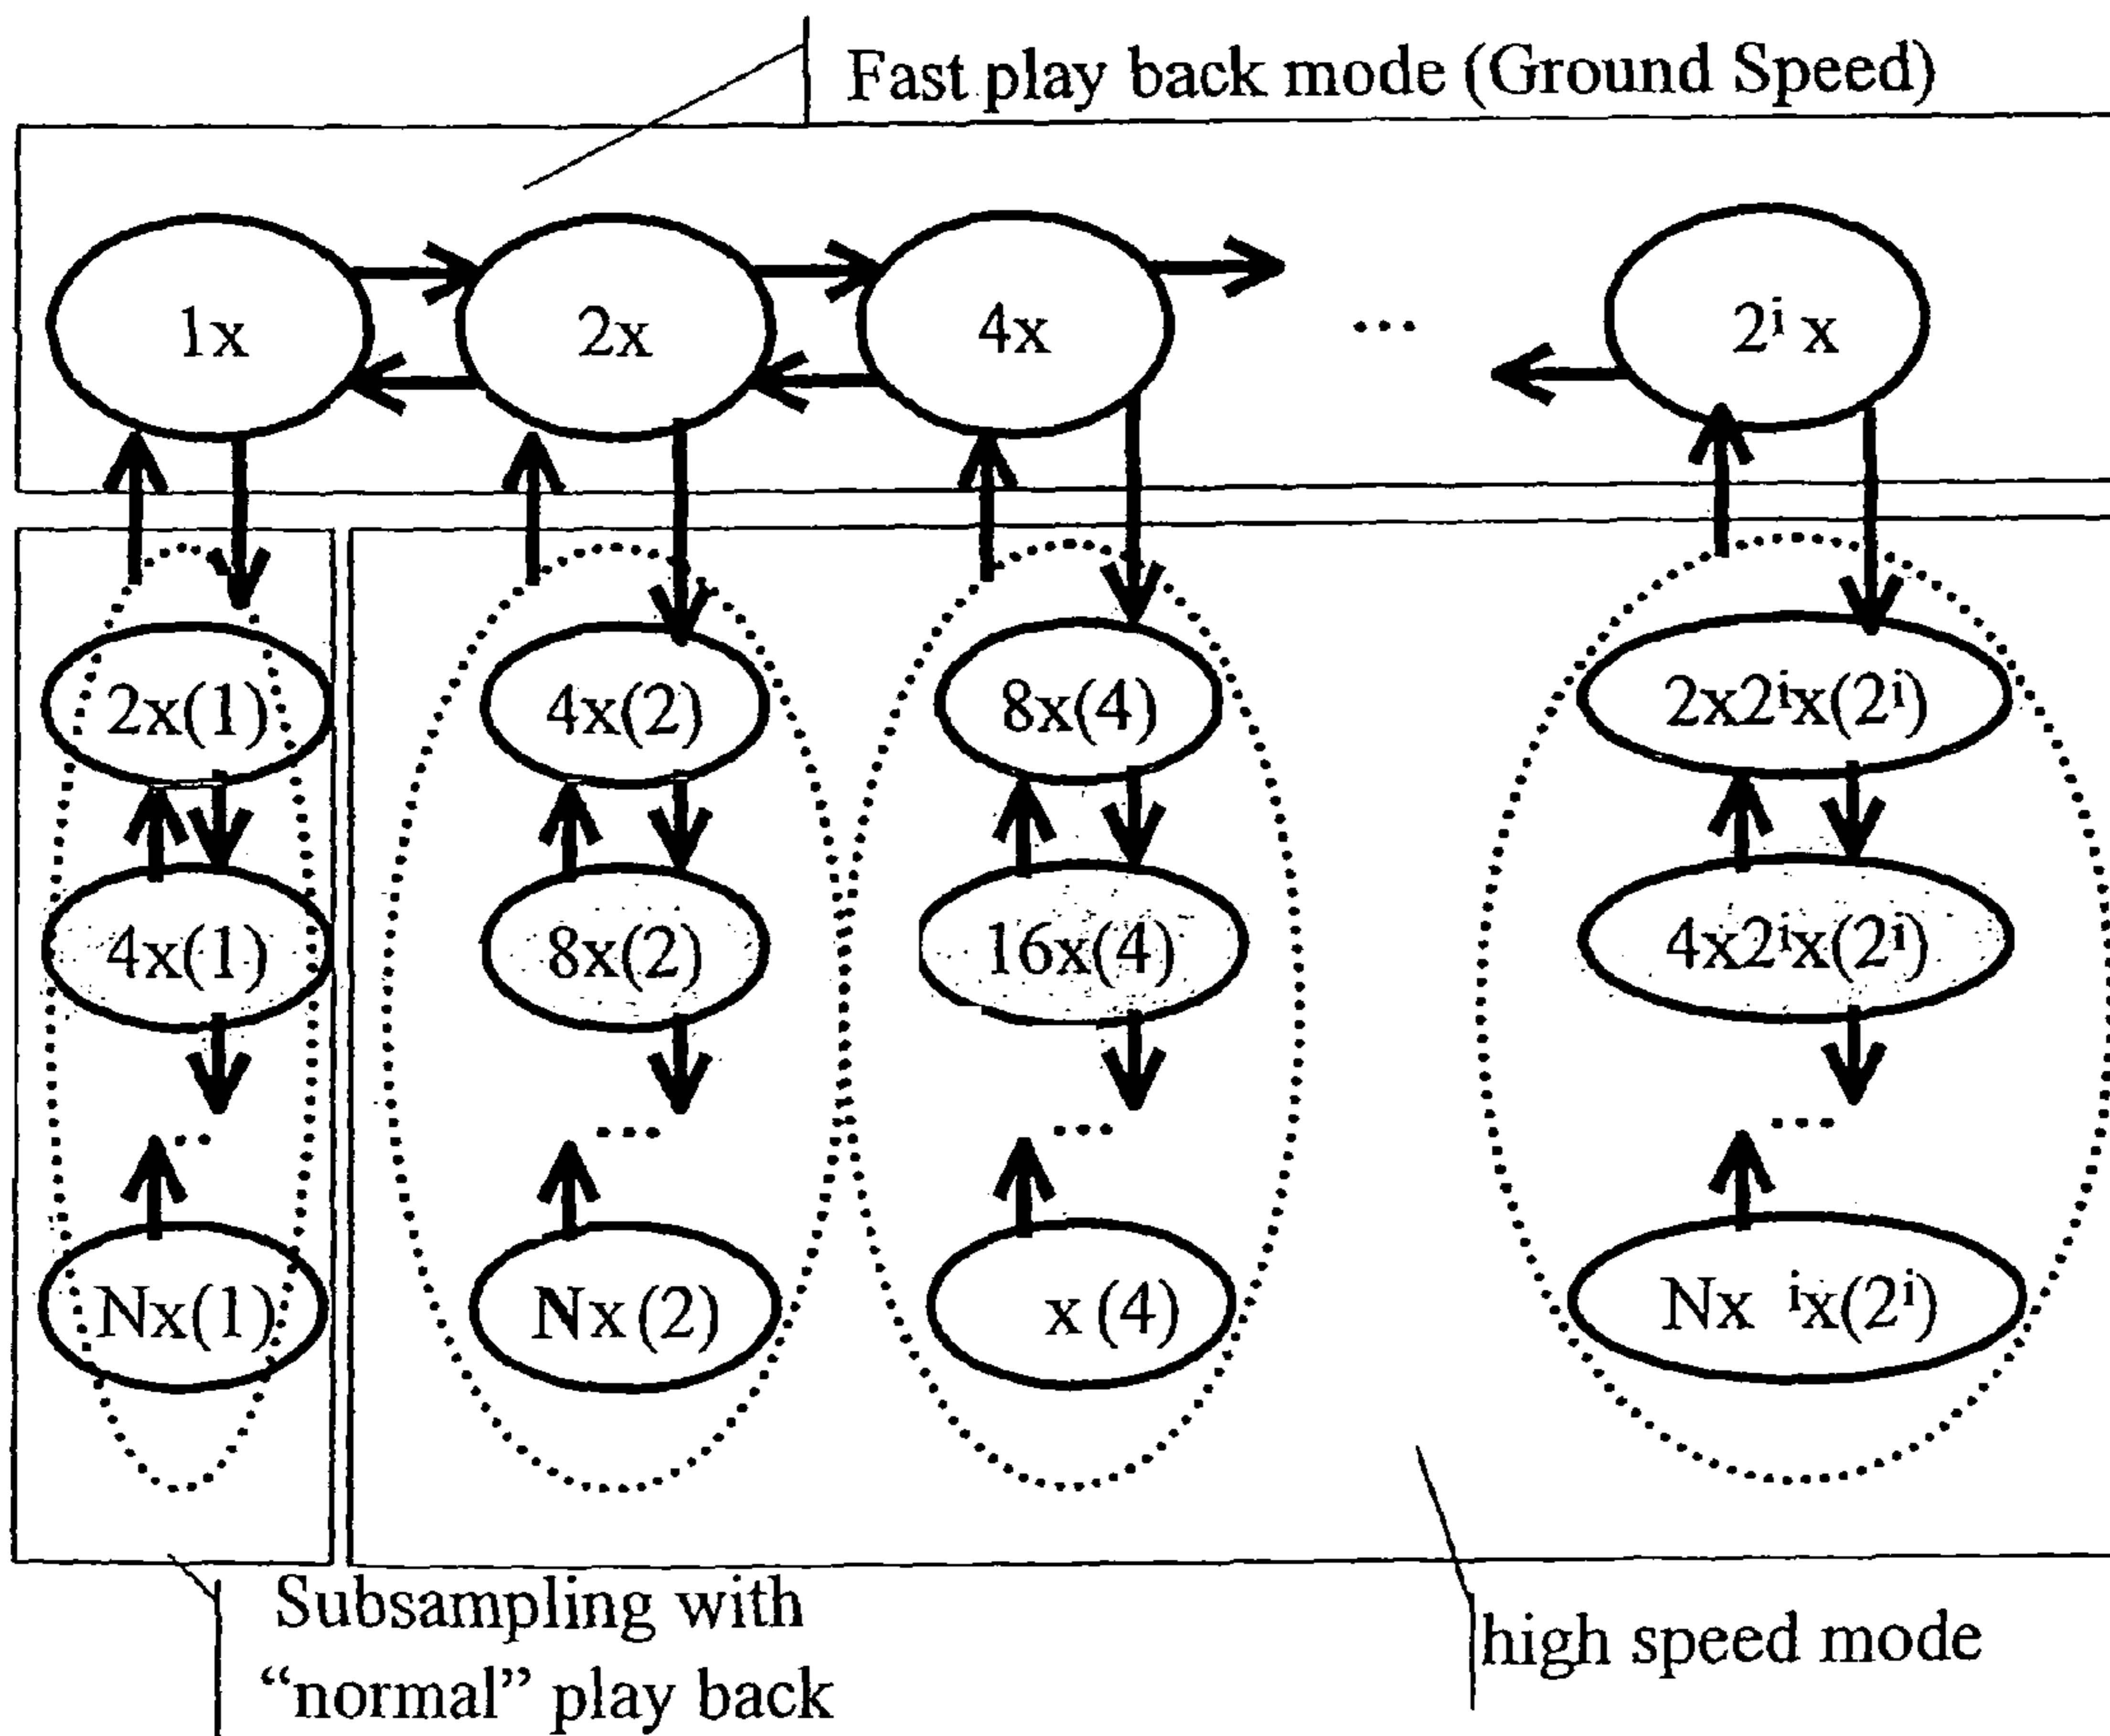 Fast play back mode (Ground Speed)
1x
2x
4x
...
2ⁱ x
2x(1)
4x(2)
8x(4)
2x2ⁱx(2ⁱ)
4x(1)
8x(2)
16x(4)
4x2ⁱx(2ⁱ)
...
...
...
...
Nx(1)
Nx(2)
x (4)
Nx ⁱx(2ⁱ)
Subsampling with
“normal” play back
high speed mode